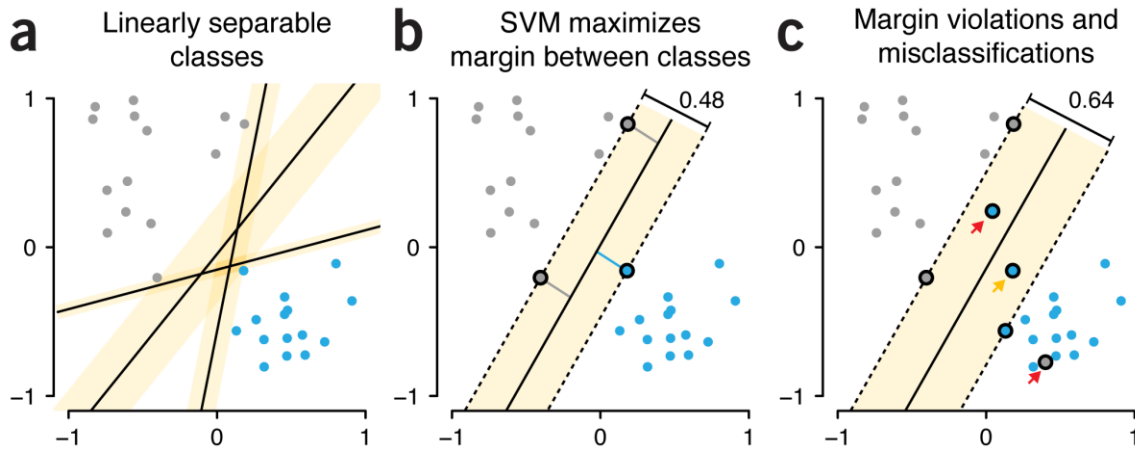 a
Linearly separable
classes
1
0
−1
−1
0
1
b
SVM maximizes
margin between classes
0.48
1
0
−1
−1
0
1
c
Margin violations and
misclassifications
0.64
1
0
−1
−1
0
1